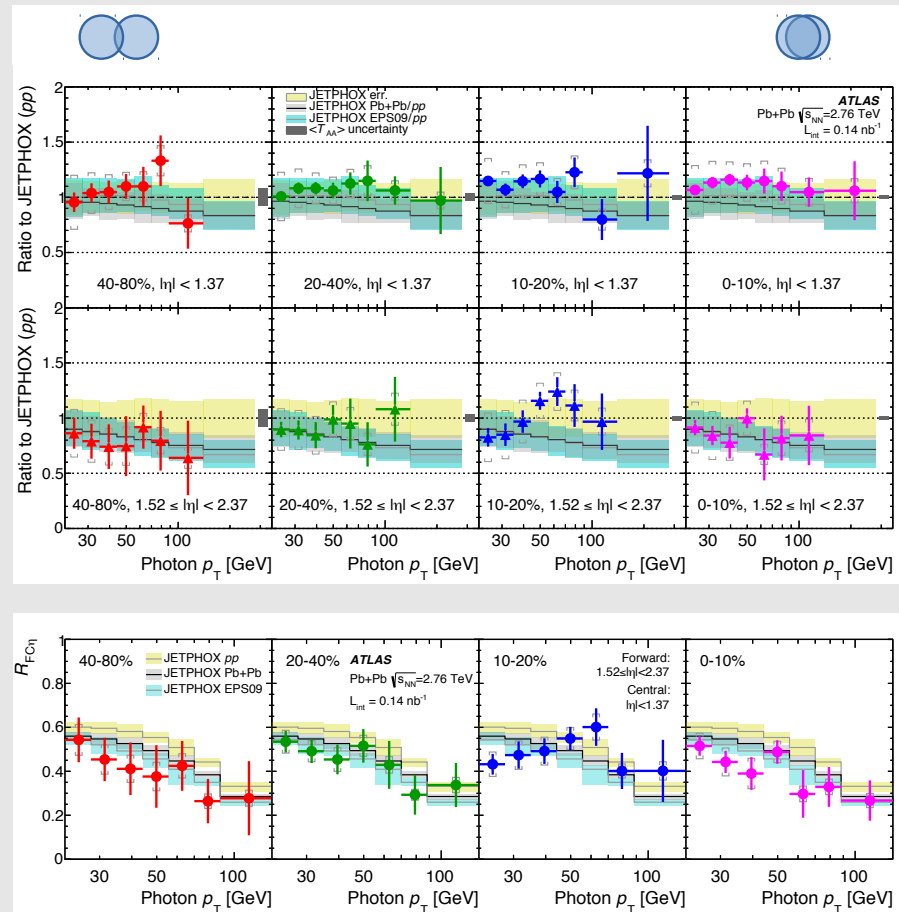 Ratio to JETPHOX (pp)
2
1.5
1
0.5
JETPHOX err.
JETPHOX Pb+Pb/pp
JETPHOX EPS09/pp
<T_AA> uncertainty
ATLAS
Pb+Pb √s_NN=2.76 TeV
L_int = 0.14 nb⁻¹
40-80%, |η| < 1.37
20-40%, |η| < 1.37
10-20%, |η| < 1.37
0-10%, |η| < 1.37
Ratio to JETPHOX (pp)
2
1.5
1
0.5
0
40-80%, 1.52 ≤ |η| < 2.37
20-40%, 1.52 ≤ |η| < 2.37
10-20%, 1.52 ≤ |η| < 2.37
0-10%, 1.52 ≤ |η| < 2.37
30 50 100 30 50 100 30 50 100 30 50 100
Photon p_T [GeV] Photon p_T [GeV] Photon p_T [GeV] Photon p_T [GeV]
R_FCη
1
0.8
0.6
0.4
0.2
0
40-80%
JETPHOX pp
JETPHOX Pb+Pb
JETPHOX EPS09
20-40%
ATLAS
Pb+Pb √s_NN=2.76 TeV
L_int = 0.14 nb⁻¹
10-20%
Forward:
1.52≤|η|<2.37
Central:
|η|<1.37
0-10%
30 50 100 30 50 100 30 50 100 30 50 100
Photon p_T [GeV] Photon p_T [GeV] Photon p_T [GeV] Photon p_T [GeV]